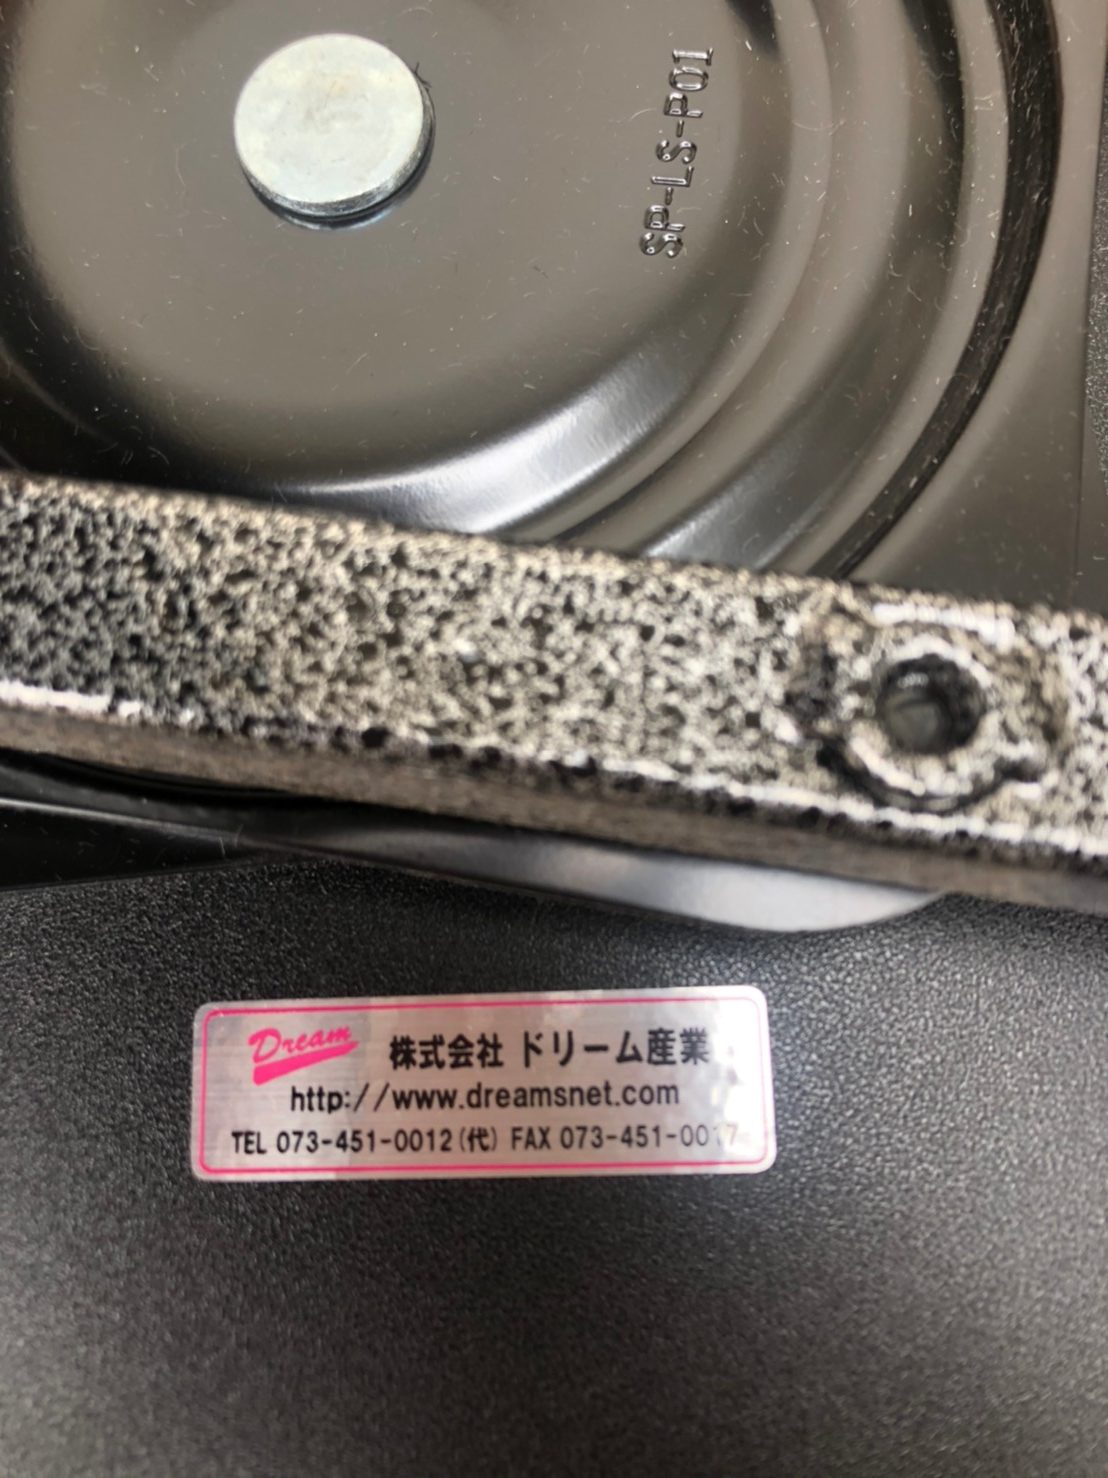 SP-LS-P01
Dream 株式会社 ドリーム産業
http://www.dreamsnet.com
TEL 073-451-0012(代) FAX 073-451-0017